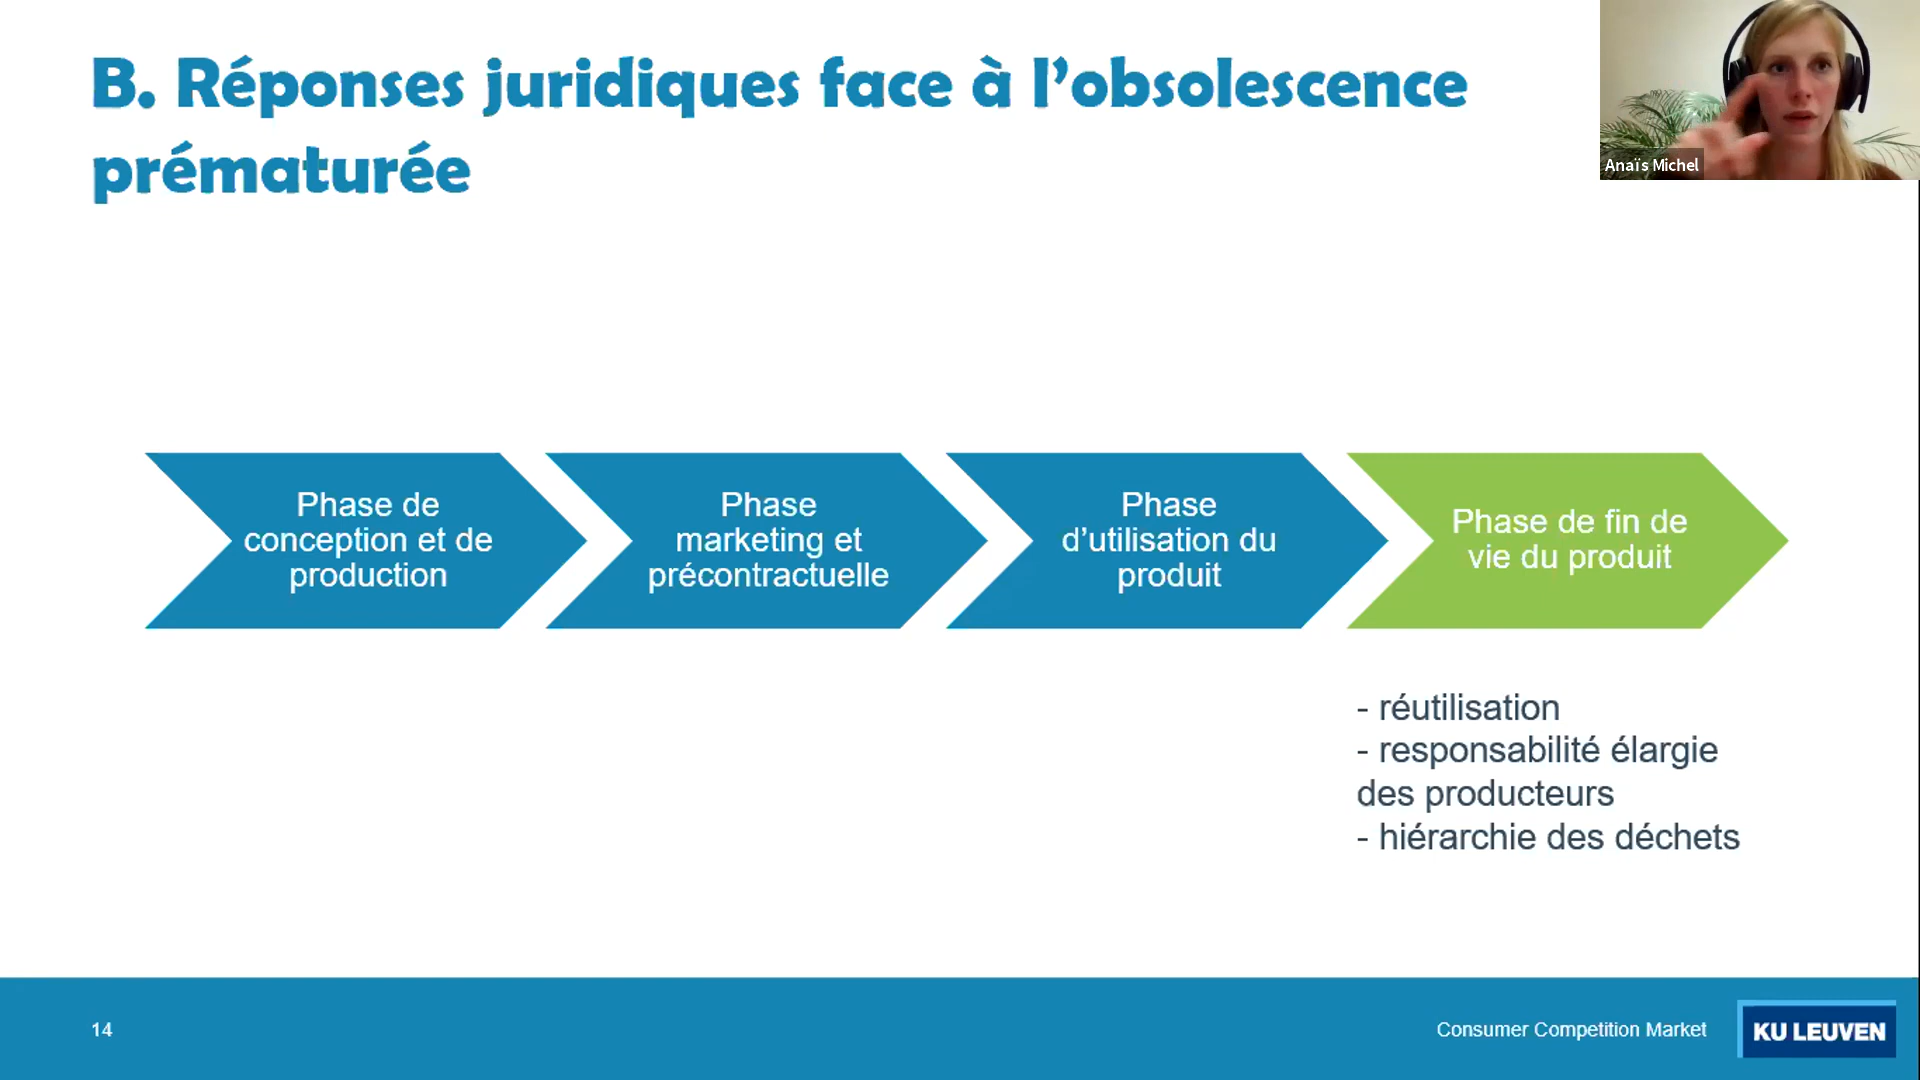 B. Réponses juridiques face à l’obsolescence
prématurée
Anaïs Michel
Phase de
conception et de
production
Phase
marketing et
précontractuelle
Phase
d’utilisation du
produit
Phase de fin de
vie du produit
- réutilisation
- responsabilité élargie
des producteurs
- hiérarchie des déchets
14
Consumer Competition Market
KU LEUVEN